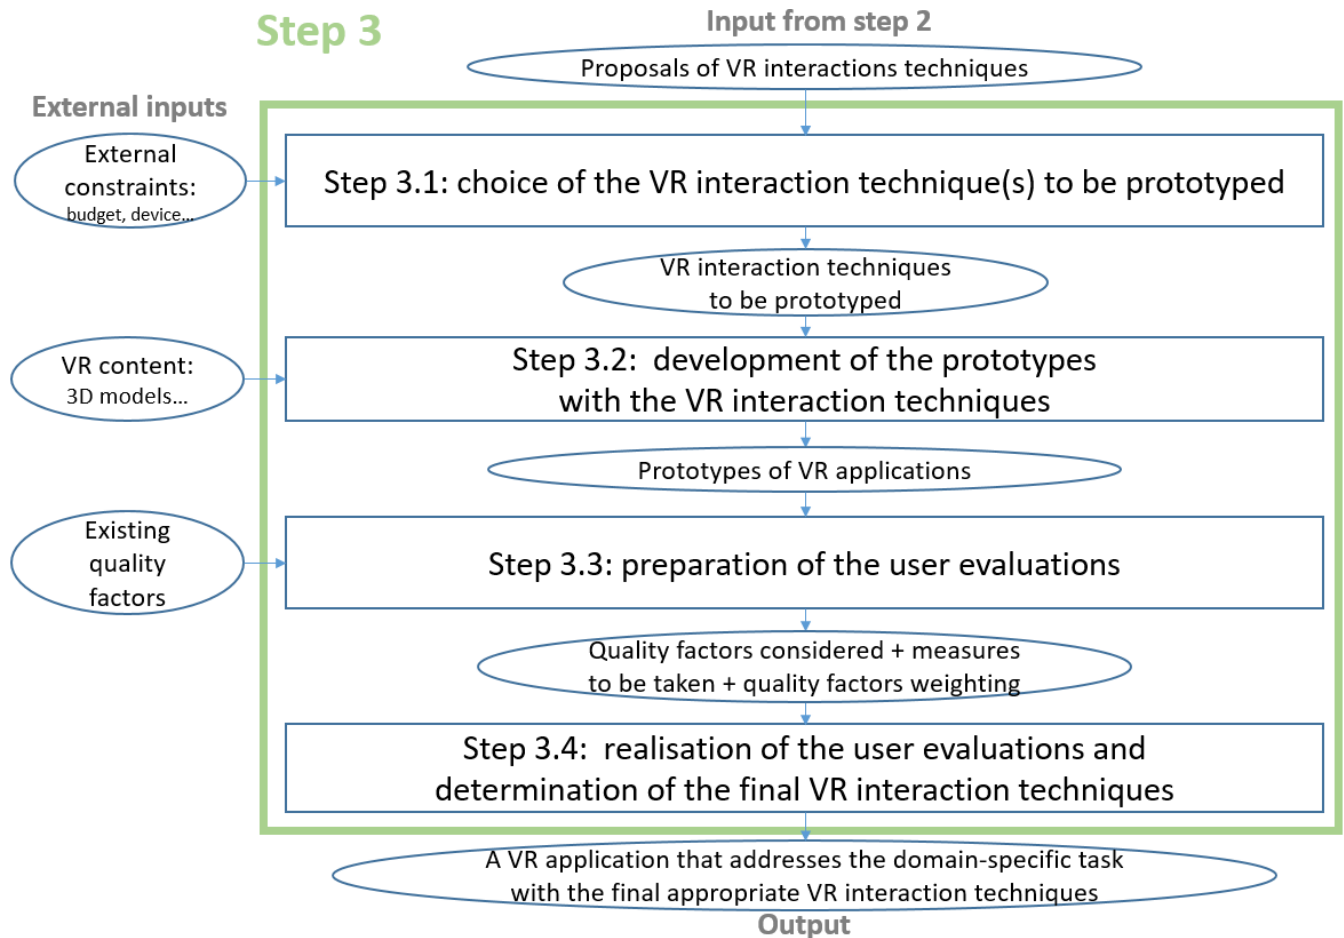 Step 3
Input from step 2
Proposals of VR interactions techniques
External inputs
External
constraints:
budget, device...
Step 3.1: choice of the VR interaction technique(s) to be prototyped
VR interaction techniques
to be prototyped
VR content:
3D models...
Step 3.2: development of the prototypes
with the VR interaction techniques
Prototypes of VR applications
Existing
quality
factors
Step 3.3: preparation of the user evaluations
Quality factors considered + measures
to be taken + quality factors weighting
Step 3.4: realisation of the user evaluations and
determination of the final VR interaction techniques
A VR application that addresses the domain-specific task
with the final appropriate VR interaction techniques
Output